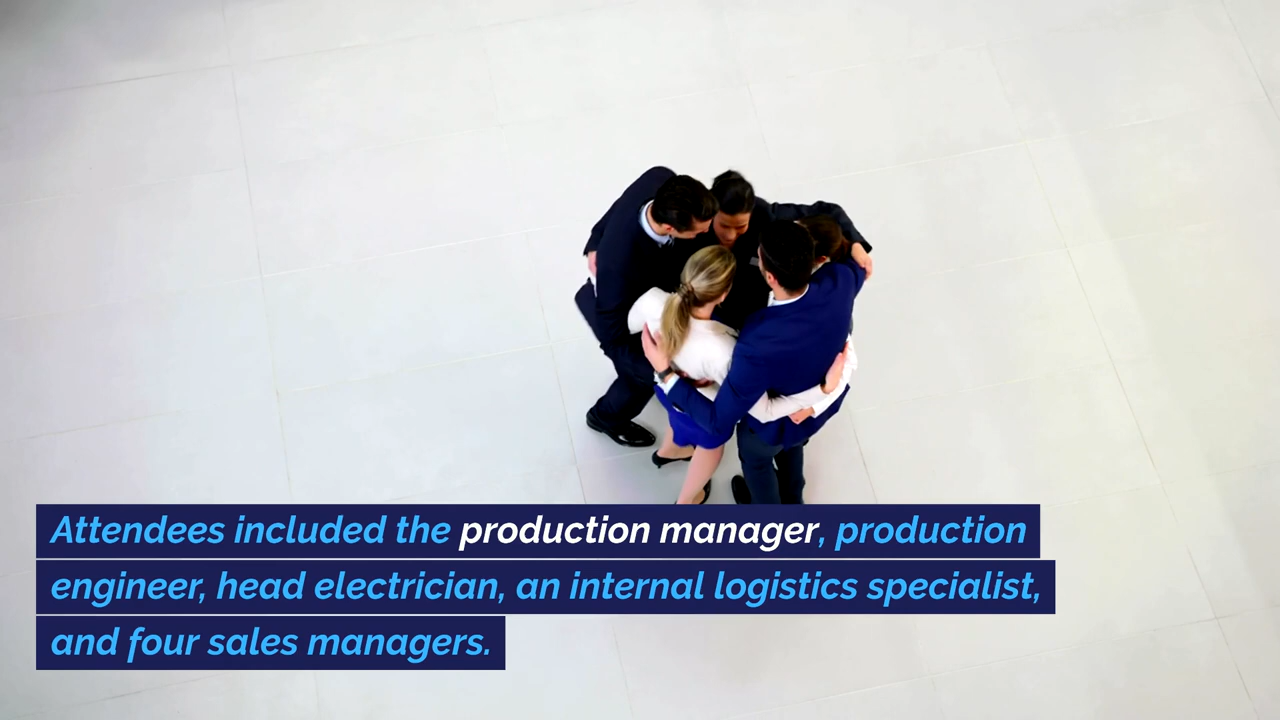 Attendees included the production manager, production
engineer, head electrician, an internal logistics specialist,
and four sales managers.